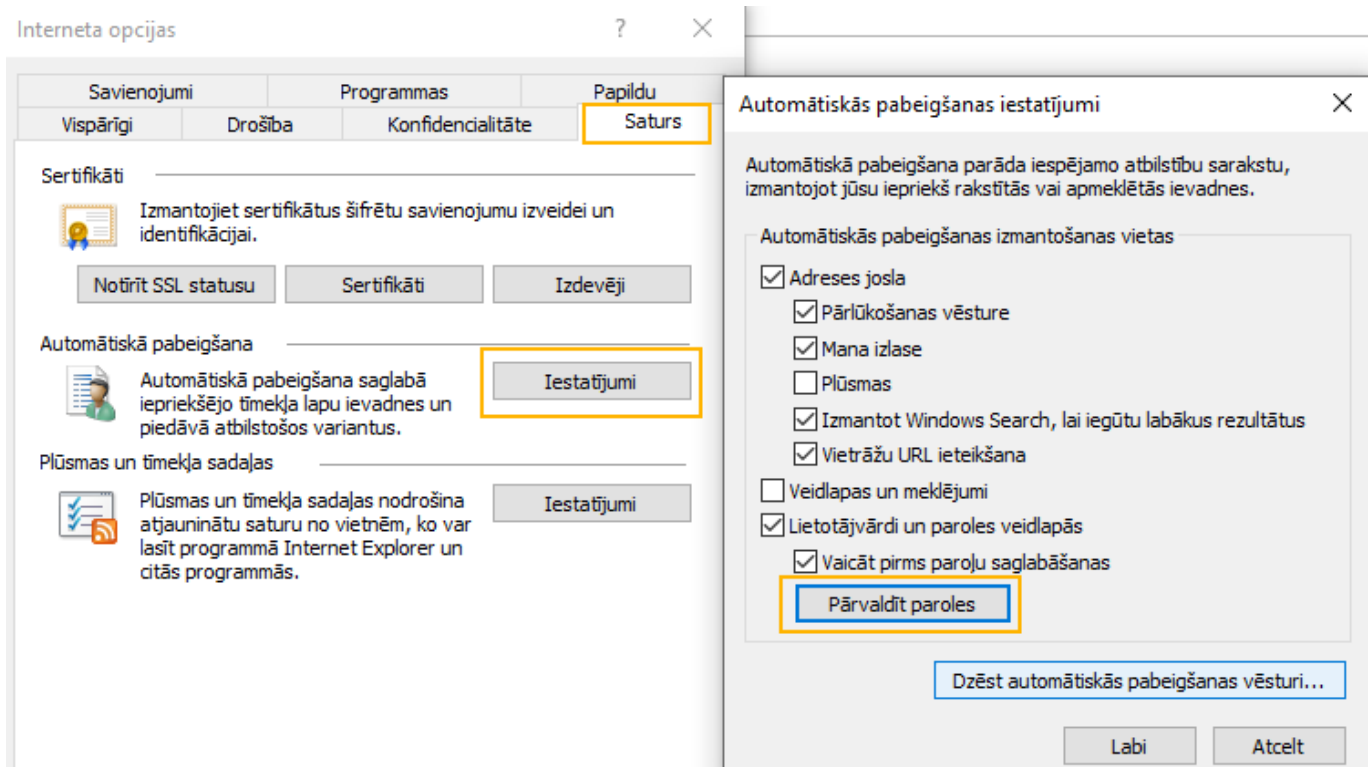 Interneta opcijas
Savienojumi Programmas Papildu
Vispārīgi Drošība Konfidencialitāte Saturs
Sertifikāti
Izmantojiet sertifikātus šifrētu savienojumu izveidei un
identifikācijai.
Notīrīt SSL statusu Sertifikāti Izdevēji
Automātiskā pabeigšana
Automātiskā pabeigšana saglabā
iepriekšējo tīmekļa lapu ievadnes un
piedāvā atbilstošos variantus.
Iestatījumi
Plūsmas un tīmekļa sadaļas
Plūsmas un tīmekļa sadaļas nodrošina
atjauninātu saturu no vietnēm, ko var
lasīt programmā Internet Explorer un
citās programmās.
Iestatījumi
Automātiskās pabeigšanas iestatījumi
Automātiskā pabeigšana parāda iespējamo atbilstību sarakstu,
izmantojot jūsu iepriekš rakstītās vai apmeklētās ievadnes.
Automātiskās pabeigšanas izmantošanas vietas
Adreses josla
Pārlūkošanas vēsture
Mana izlase
Plūsmas
Izmantot Windows Search, lai iegūtu labākus rezultātus
Vietrāžu URL ieteikšana
Veidlapas un meklējumi
Lietotājvārdi un paroles veidlapās
Vaicāt pirms paroļu saglabāšanas
Pārvaldīt paroles
Dzēst automātiskās pabeigšanas vēsturi...
Labi Atcelt